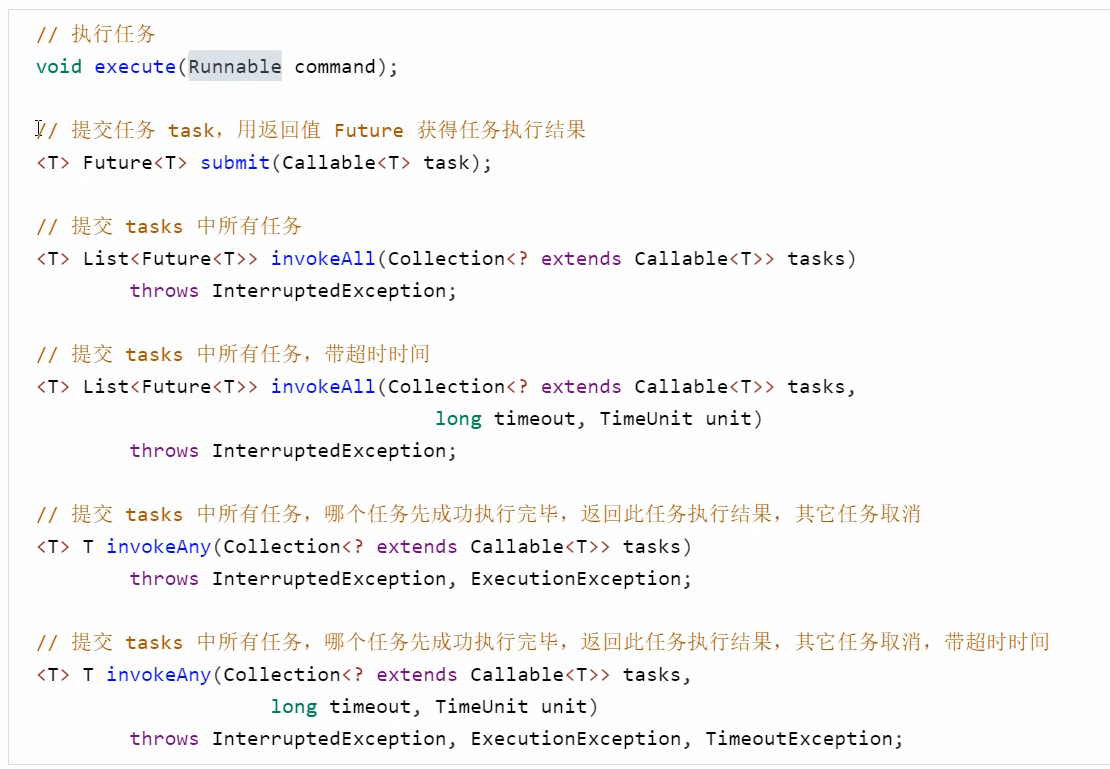 // 执行任务
void execute(Runnable command);
// 提交任务 task，用返回值 Future 获得任务执行结果
<T> Future<T> submit(Callable<T> task);
// 提交 tasks 中所有任务
<T> List<Future<T>> invokeAll(Collection<? extends Callable<T>> tasks)
throws InterruptedException;
// 提交 tasks 中所有任务，带超时时间
<T> List<Future<T>> invokeAll(Collection<? extends Callable<T>> tasks,
long timeout, TimeUnit unit)
throws InterruptedException;
// 提交 tasks 中所有任务，哪个任务先成功执行完毕，返回此任务执行结果，其它任务取消
<T> T invokeAny(Collection<? extends Callable<T>> tasks)
throws InterruptedException, ExecutionException;
// 提交 tasks 中所有任务，哪个任务先成功执行完毕，返回此任务执行结果，其它任务取消，带超时时间
<T> T invokeAny(Collection<? extends Callable<T>> tasks,
long timeout, TimeUnit unit)
throws InterruptedException, ExecutionException, TimeoutException;